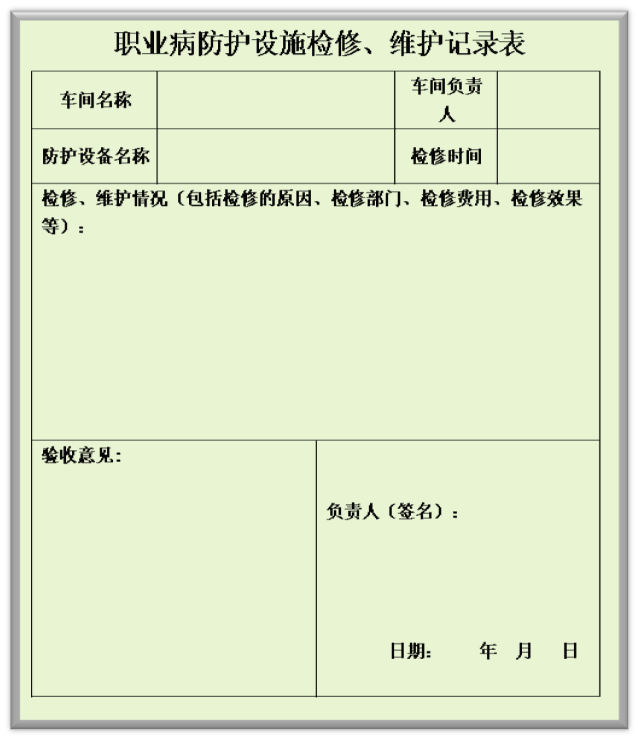 职业病防护设施检修、维护记录表
车间名称
车间负责
人
防护设备名称
检修时间
检修、维护情况（包括检修的原因、检修部门、检修费用、检修效果
等）：
验收意见：
负责人（签名）：
日期： 年 月 日